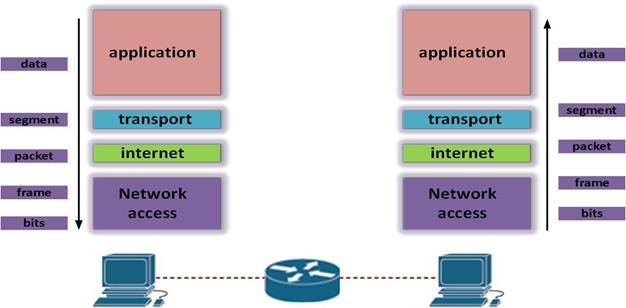 data
segment
packet
frame
bits
application
transport
internet
Network
access
application
transport
internet
Network
access
data
segment
packet
frame
bits